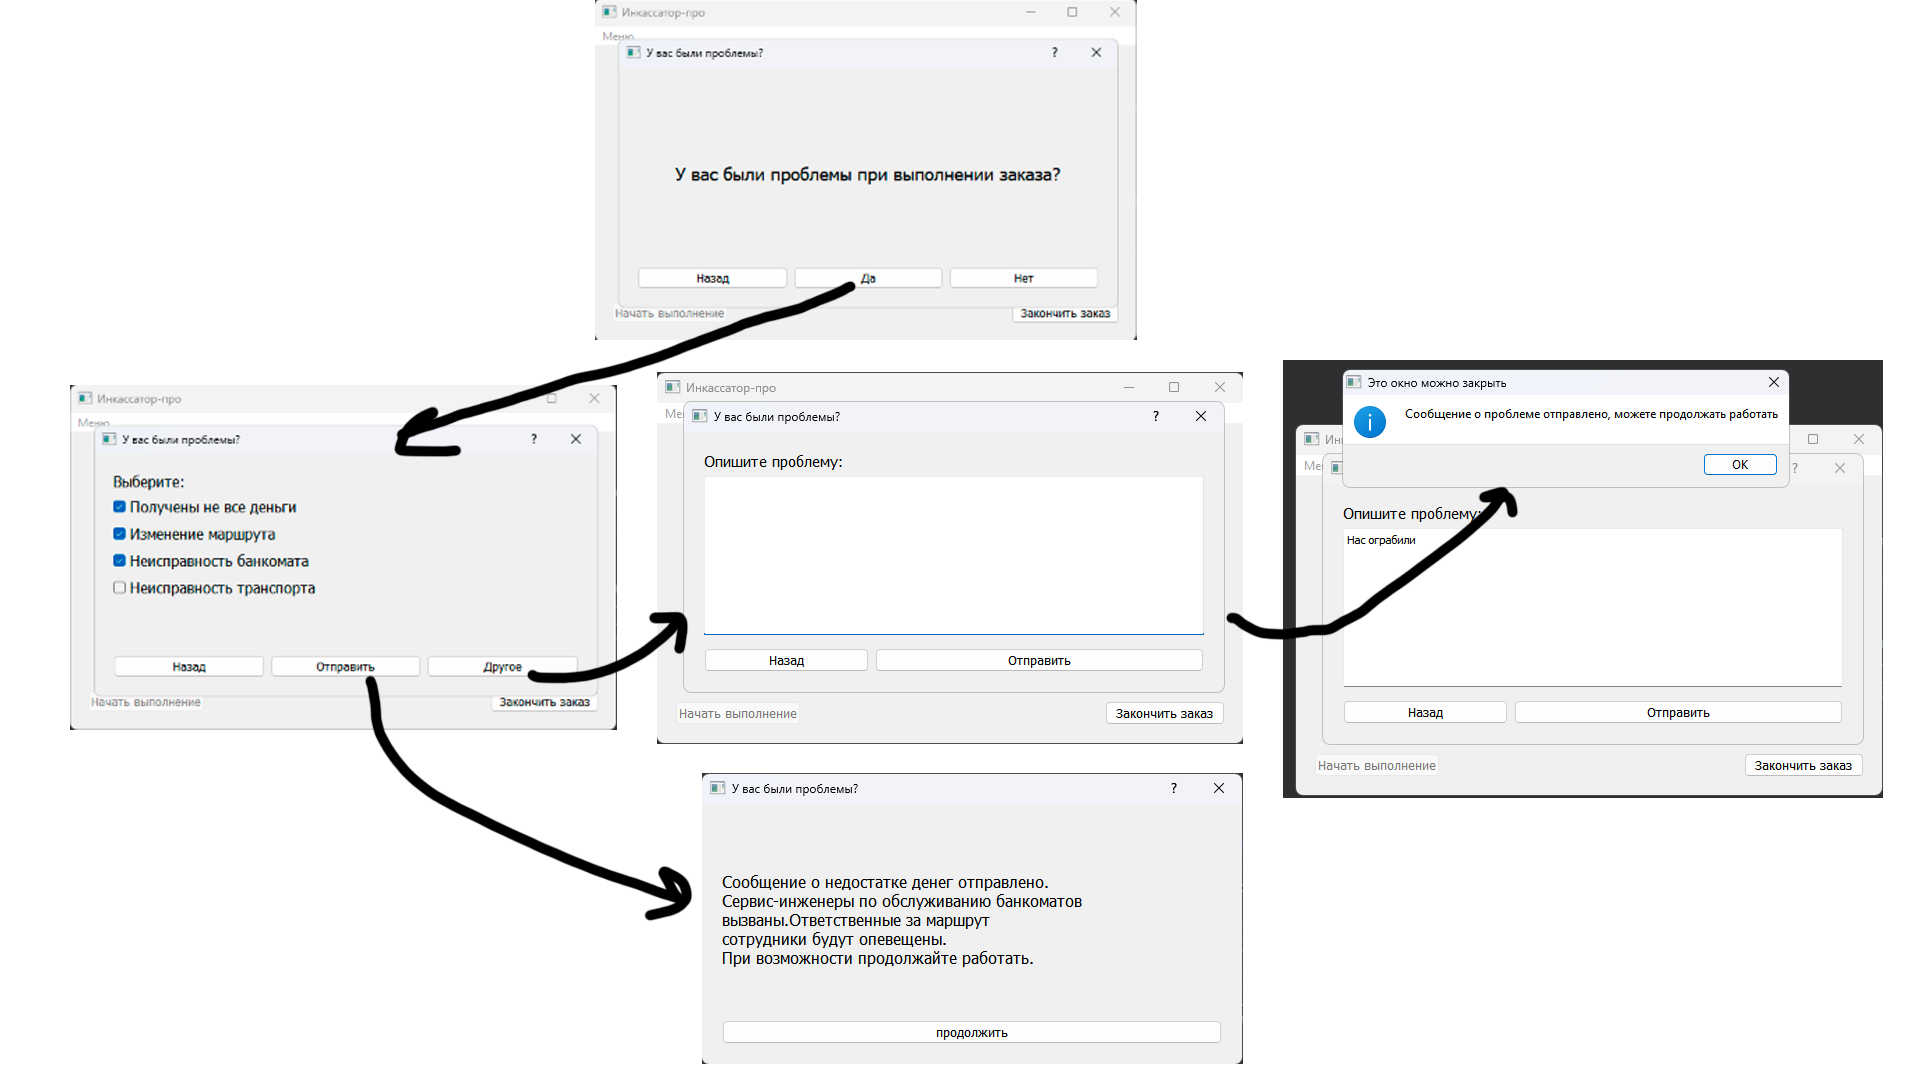 Инкассатор-про
Меню
У вас были проблемы?
?
У вас были проблемы при выполнении заказа?
Назад
Да
Нет
Начать выполнение
Закончить заказ
Инкассатор-про
Меню
У вас были проблемы?
?
Выберите:
Получены не все деньги
Изменение маршрута
Неисправность банкомата
Неисправность транспорта
Назад
Отправить
Другое
Начать выполнение
Закончить заказ
Инкассатор-про
Ме
У вас были проблемы?
?
Опишите проблему:
Назад
Отправить
Начать выполнение
Закончить заказ
Это окно можно закрыть
Сообщение о проблеме отправлено, можете продолжать работать
OK
Ин
Ме
?
Опишите проблему:
Нас ограбили
Назад
Отправить
Начать выполнение
Закончить заказ
У вас были проблемы?
?
Сообщение о недостатке денег отправлено.
Сервис-инженеры по обслуживанию банкоматов
вызваны.Ответственные за маршрут
сотрудники будут опевещены.
При возможности продолжайте работать.
продолжить